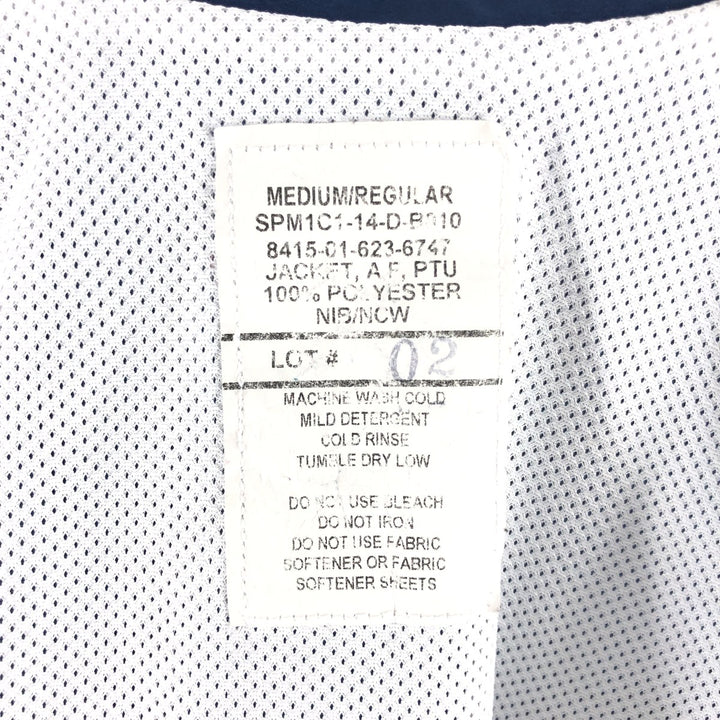 MEDIUM/REGULAR
SPM1C1-14-D-B010
8415-01-623-6747
JACKET, A F, PTU
100% POLYESTER
NIB/NCW
LOT # 02
MACHINE WASH COLD
MILD DETERGENT
COLD RINSE
TUMBLE DRY LOW
DO NOT USE BLEACH
DO NOT IRON
DO NOT USE FABRIC
SOFTENER OR FABRIC
SOFTENER SHEETS